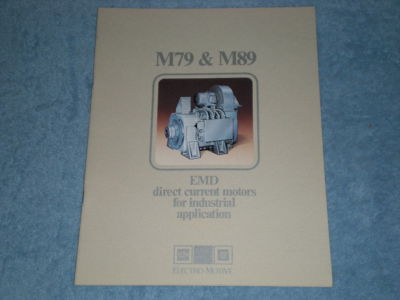 M79 & M89
EMD
direct current motors
for industrial
application
ELECTRO-MOTIVE